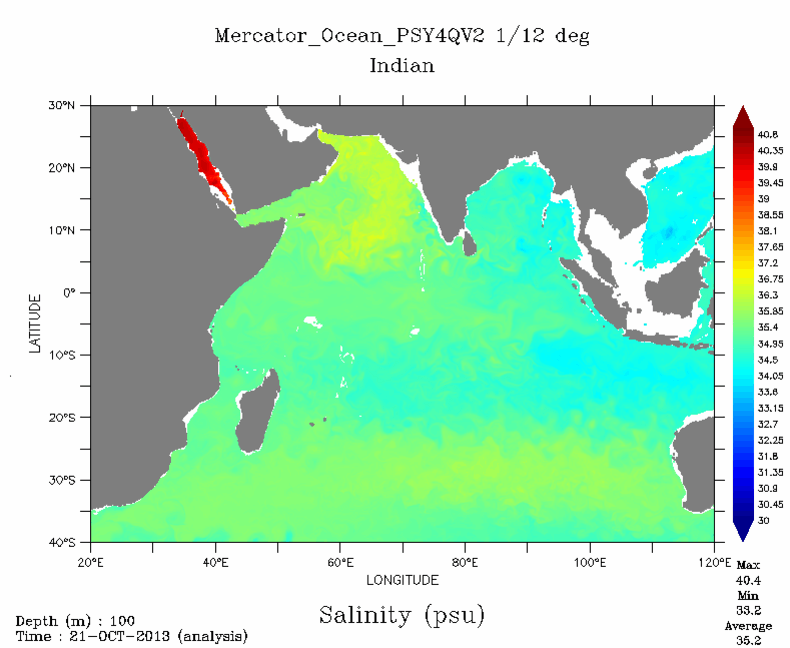 Mercator_Ocean_PSY4QV2 1/12 deg
Indian
30°N
20°N
10°N
0°
10°S
20°S
30°S
40°S
LATITUDE
20°E
40°E
60°E
80°E
100°E
120°E
LONGITUDE
40.8
40.35
39.9
39.45
39
38.55
38.1
37.65
37.2
36.75
36.3
35.85
35.4
34.95
34.5
34.05
33.6
33.15
32.7
32.25
31.8
31.35
30.9
30.45
30
Max
40.4
Min
33.2
Average
35.2
Salinity (psu)
Depth (m) : 100
Time : 21-OCT-2013 (analysis)